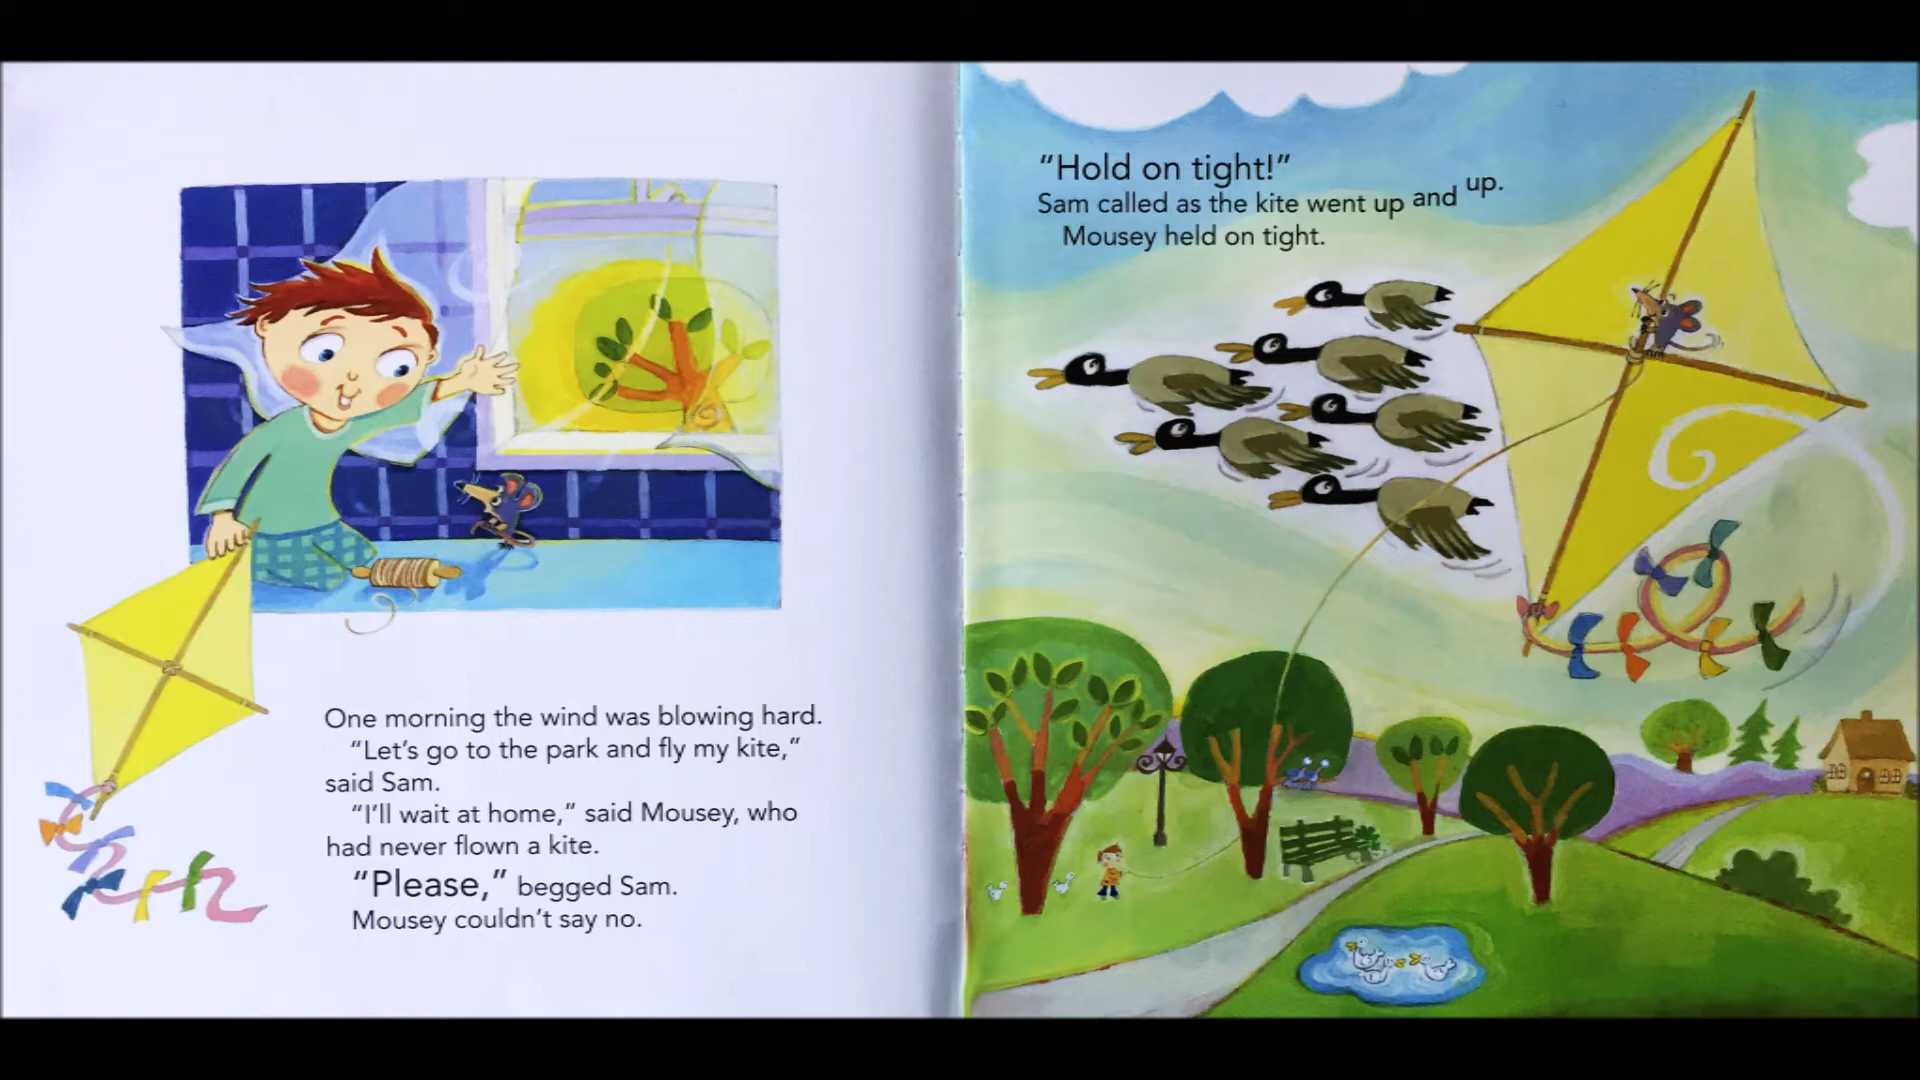 One morning the wind was blowing hard.
“Let’s go to the park and fly my kite,”
said Sam.
“I’ll wait at home,” said Mousey, who
had never flown a kite.
“Please,” begged Sam.
Mousey couldn’t say no.
“Hold on tight!”
Sam called as the kite went up and up.
Mousey held on tight.